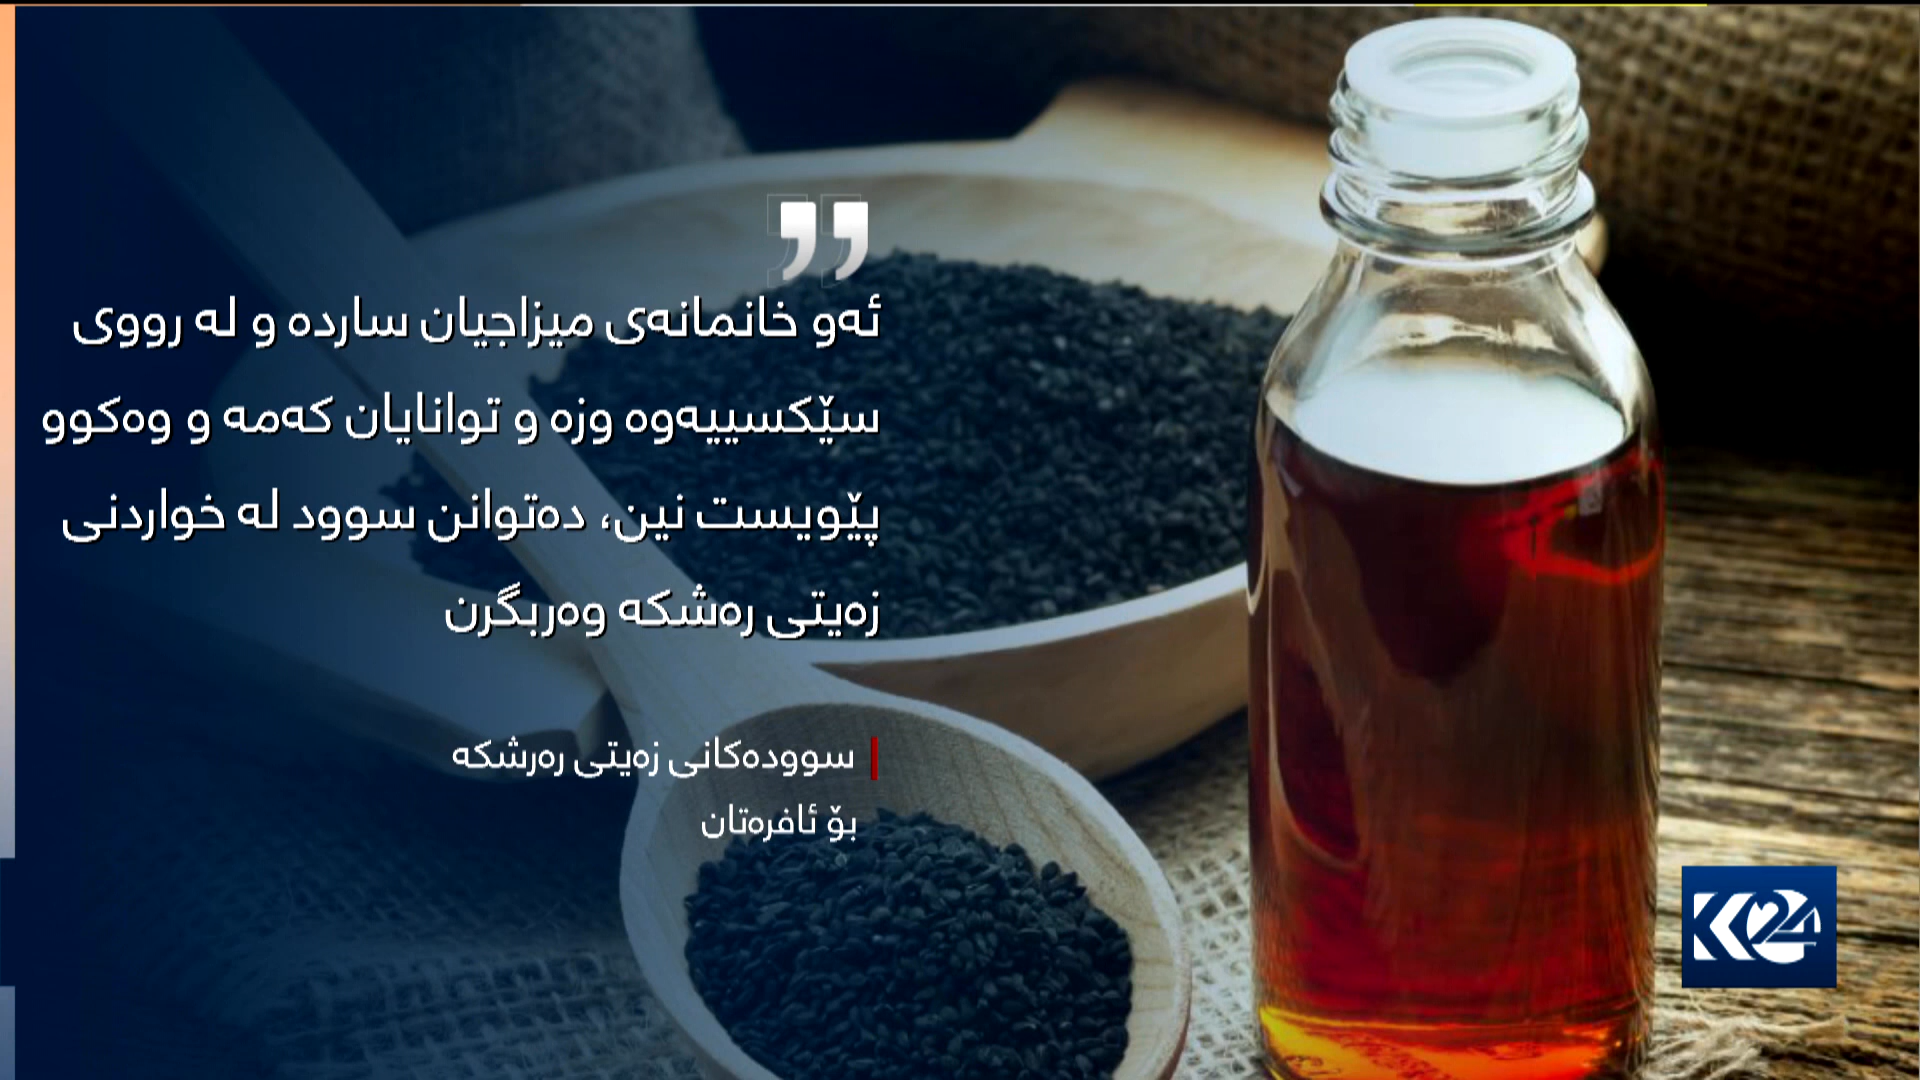 ئەو خانمانەی میزاجیان ساردە و لە رووی
سێکسییەوە وزە و توانایان کەمە و وەکوو
پێویست نین، دەتوانن سوود لە خواردنی
زەیتی رەشکە وەربگرن
سوودەکانی زەیتی رەرشکە
بۆ ئافرەتان
K24